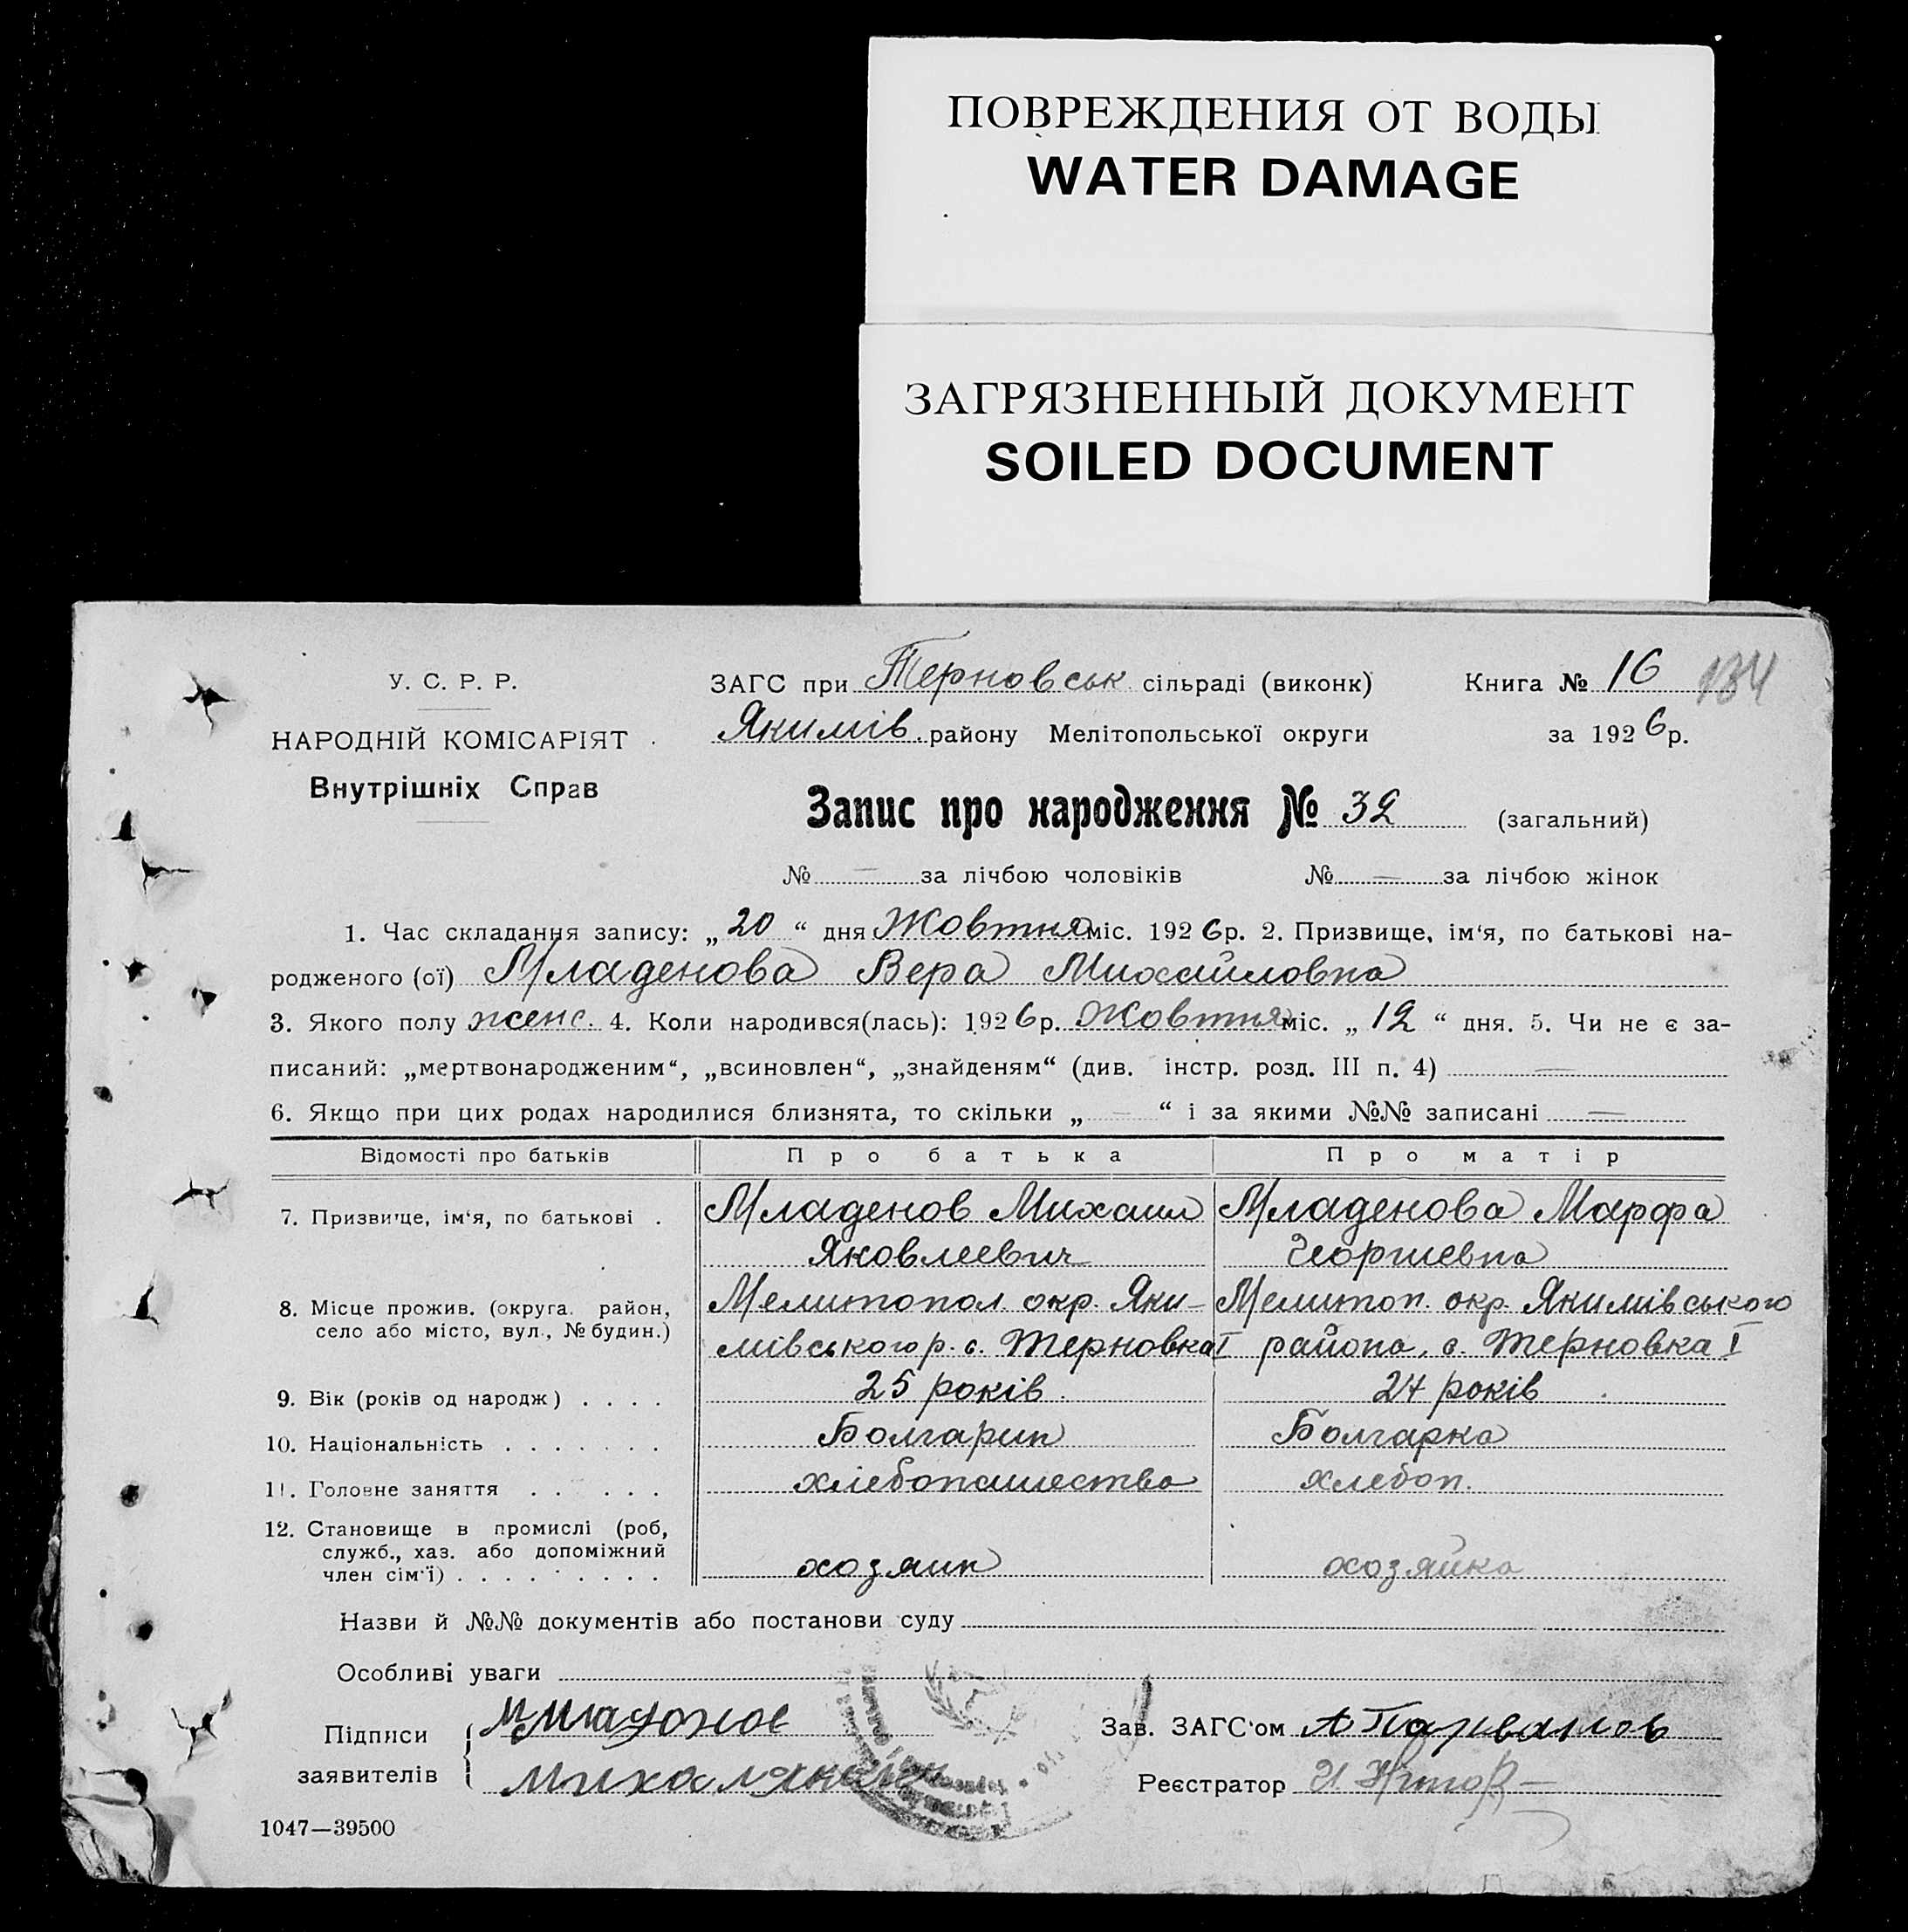 ПОВРЕЖДЕНИЯ ОТ ВОДЫ
WATER DAMAGE
ЗАГРЯЗНЕННЫЙ ДОКУМЕНТ
SOILED DOCUMENT
У. С. Р. Р.
НАРОДНІЙ КОМІСАРІЯТ
Внутрішніх Справ
ЗАГС при Терновськ сільраді (виконк) Книга № 16 184
Якимів. району Мелітопольської округи за 1926 р.
Запис про народження № 32 (загальний)
№ — за лічбою чоловіків № — за лічбою жінок
1. Час складання запису: „20“ дня Жовтня міс. 1926 р. 2. Призвище, ім‘я, по батькові на-
родженого (ої) Младенова Вера Михайловна
3. Якого полу женс. 4. Коли народився(лась): 1926 р. Жовтня міс. „12“ дня. 5. Чи не є за-
писаний: „мертвонародженим“, „всиновлен“, „знайденям“ (див. інстр. розд. III п. 4) —
6. Якщо при цих родах народилися близнята, то скільки „ — “ і за якими №№ записані —
Відомості про батьків Про батька Про матір
7. Призвище, ім‘я, по батькові . Младенов Михаил Младенова Марфа
Яковлеевич Георгиевна
8. Місце прожив. (округа. район, Мелитопол окр. Яки- Мелитоп. окр. Якимівського
село або місто, вул., № будин.) мівського р. с. Терновка I района, с. Терновка I
9. Вік (років од народж) . . . . 25 років. 24 років
10. Національність . . . . . . . Болгарин Болгарка
11. Головне заняття . . . . . . хлебопашество хлебоп.
12. Становище в промислі (роб,
служб., хаз. або допоміжний
член сім‘ї) . . . . . . . . . хозяин хозяйка
Назви й №№ документів або постанови суду
Особливі уваги
Підписи Зав. ЗАГС‘ом А Парванов
заявителів Реєстратор
1047—39500